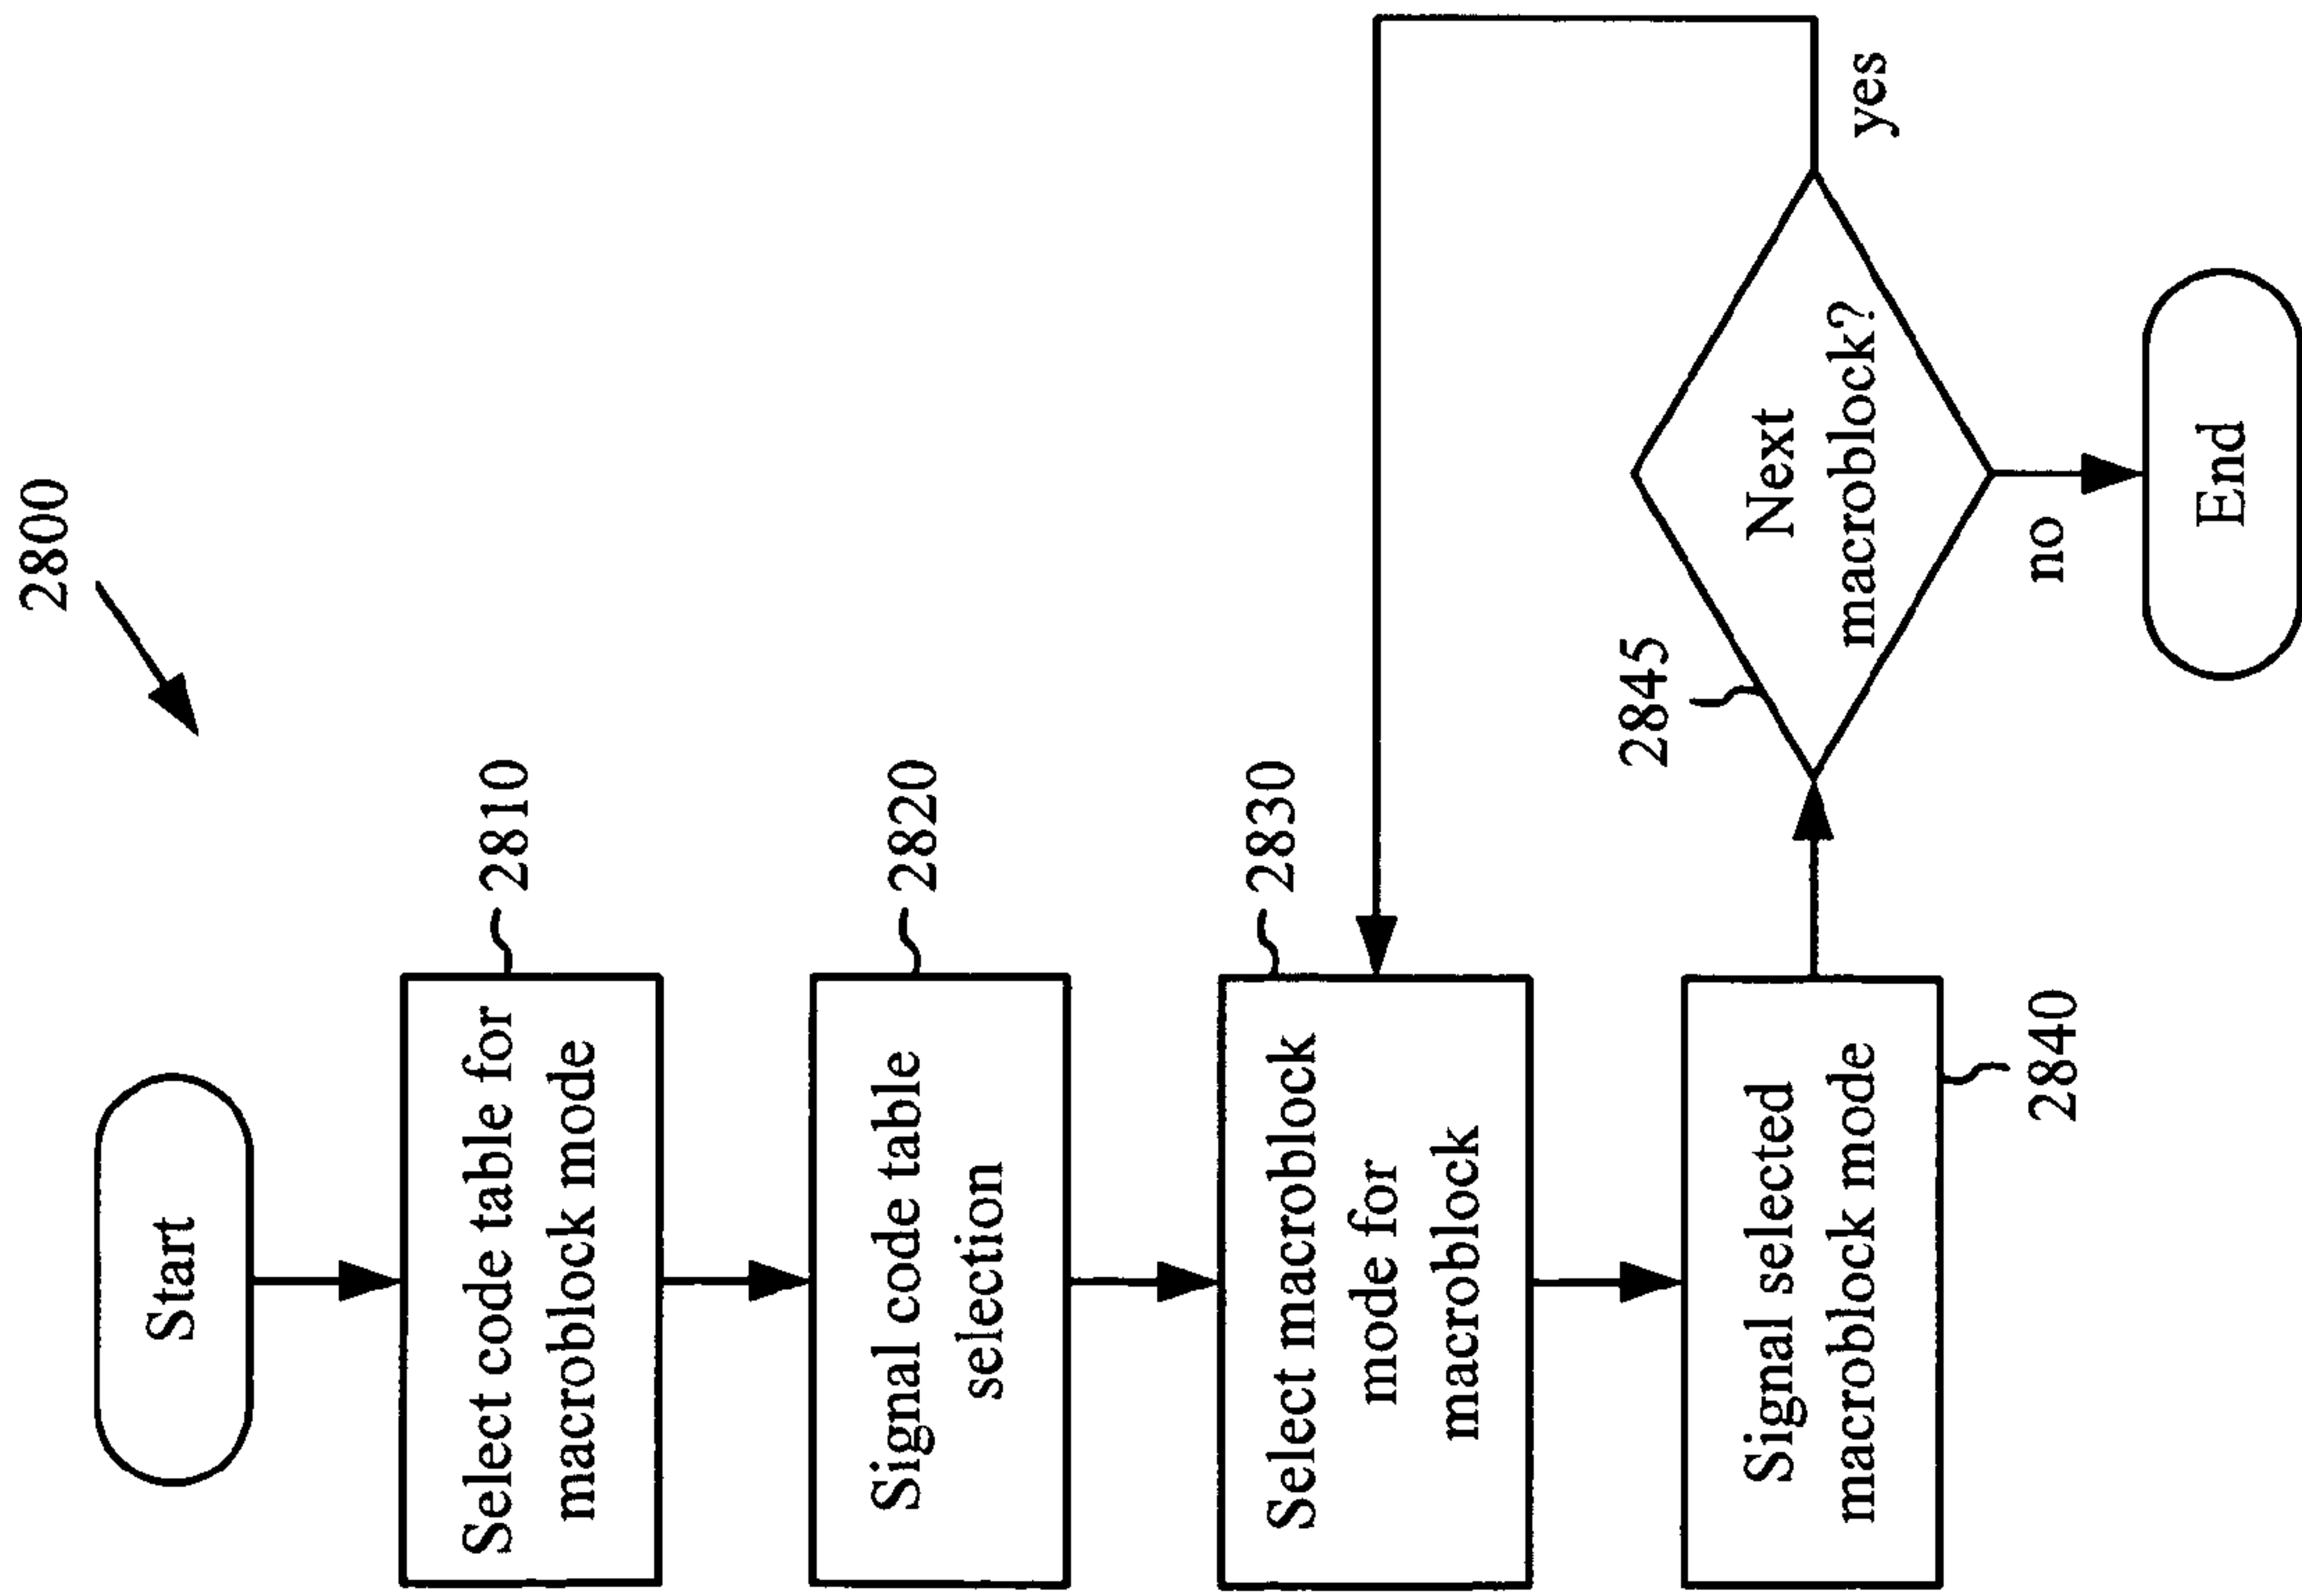 2800
Start
Select code table for
macroblock mode
2810
Signal code table
selection
2820
Select macroblock
mode for
macroblock
2830
Signal selected
macroblock mode
2840
2845
Next
macroblock?
yes
no
End